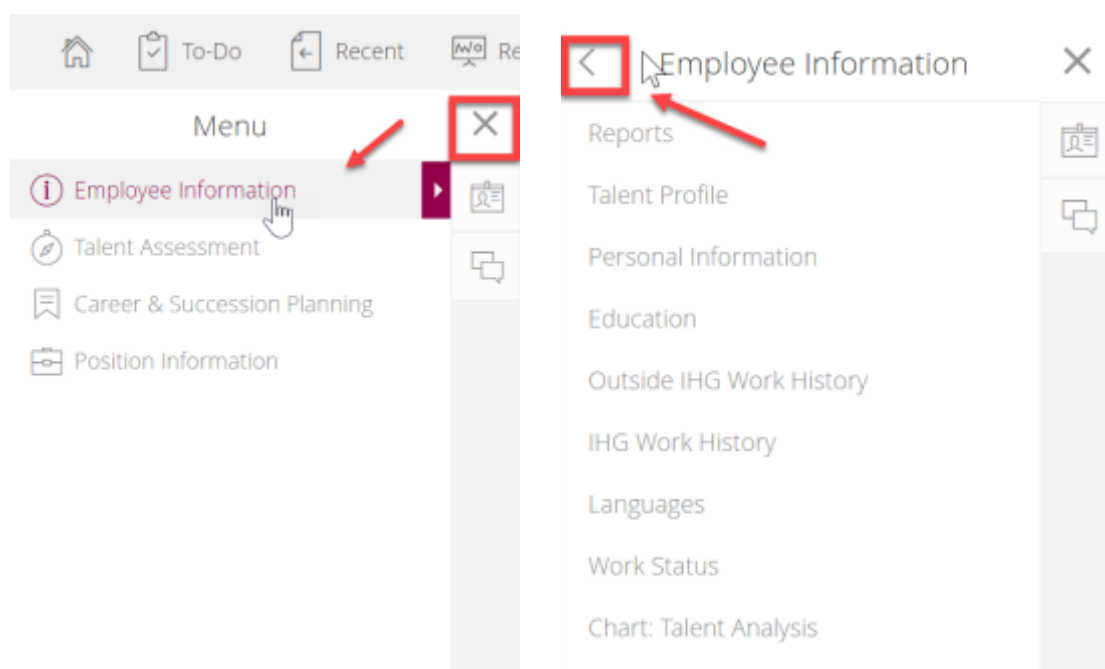 To-Do
Recent
Re
Menu
Employee Information
Talent Assessment
Career & Succession Planning
Position Information
Employee Information
Reports
Talent Profile
Personal Information
Education
Outside IHG Work History
IHG Work History
Languages
Work Status
Chart: Talent Analysis